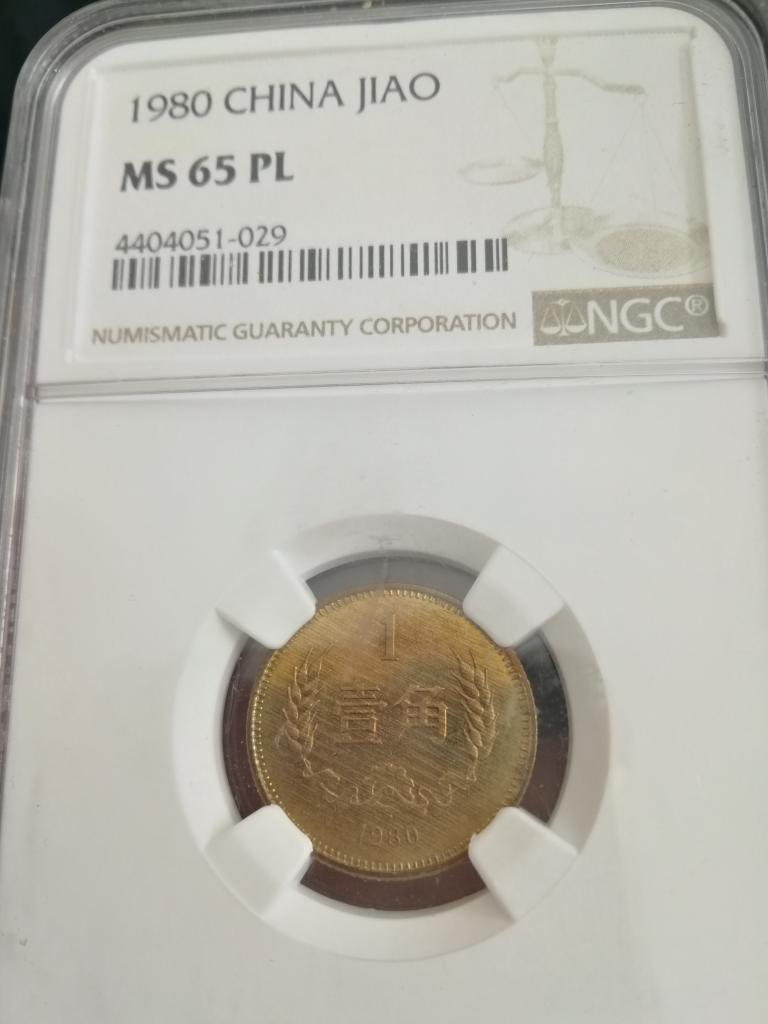 1980 CHINA JIAO
MS 65 PL
4404051-029
NUMISMATIC GUARANTY CORPORATION
NGC®
1
壹角
1980